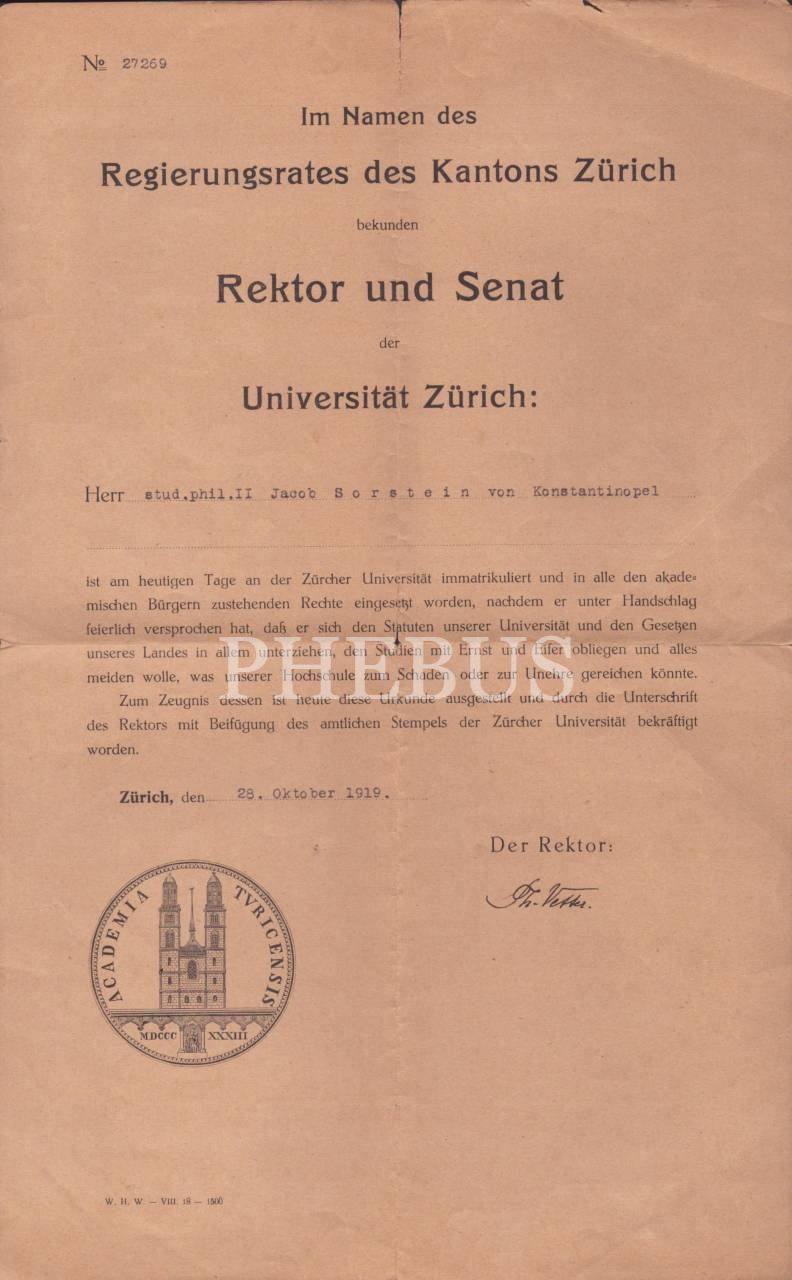 № 27269
Im Namen des
Regierungsrates des Kantons Zürich
bekunden
Rektor und Senat
der
Universität Zürich:
Herr stud.phil.II Jacob S o r s t e i n von Konstantinopel
ist am heutigen Tage an der Zürcher Universität immatrikuliert und in alle den akade-
mischen Bürgern zustehenden Rechte eingesetzt worden, nachdem er unter Handschlag
feierlich versprochen hat, daß er sich den Statuten unserer Universität und den Gesetzen
unseres Landes in allem unterziehen, den Studien mit Ernst und Eifer obliegen und alles
meiden wolle, was unserer Hochschule zum Schaden oder zur Unehre gereichen könnte.
PHEBUS
Zum Zeugnis dessen ist heute diese Urkunde ausgestellt und durch die Unterschrift
des Rektors mit Beifügung des amtlichen Stempels der Zürcher Universität bekräftigt
worden.
Zürich, den 28. Oktober 1919.
Der Rektor:
Th. Vetter.
ACADEMIA TVRICENSIS
MDCCC XXXIII
W. H. W. — VIII. 18 — 1500